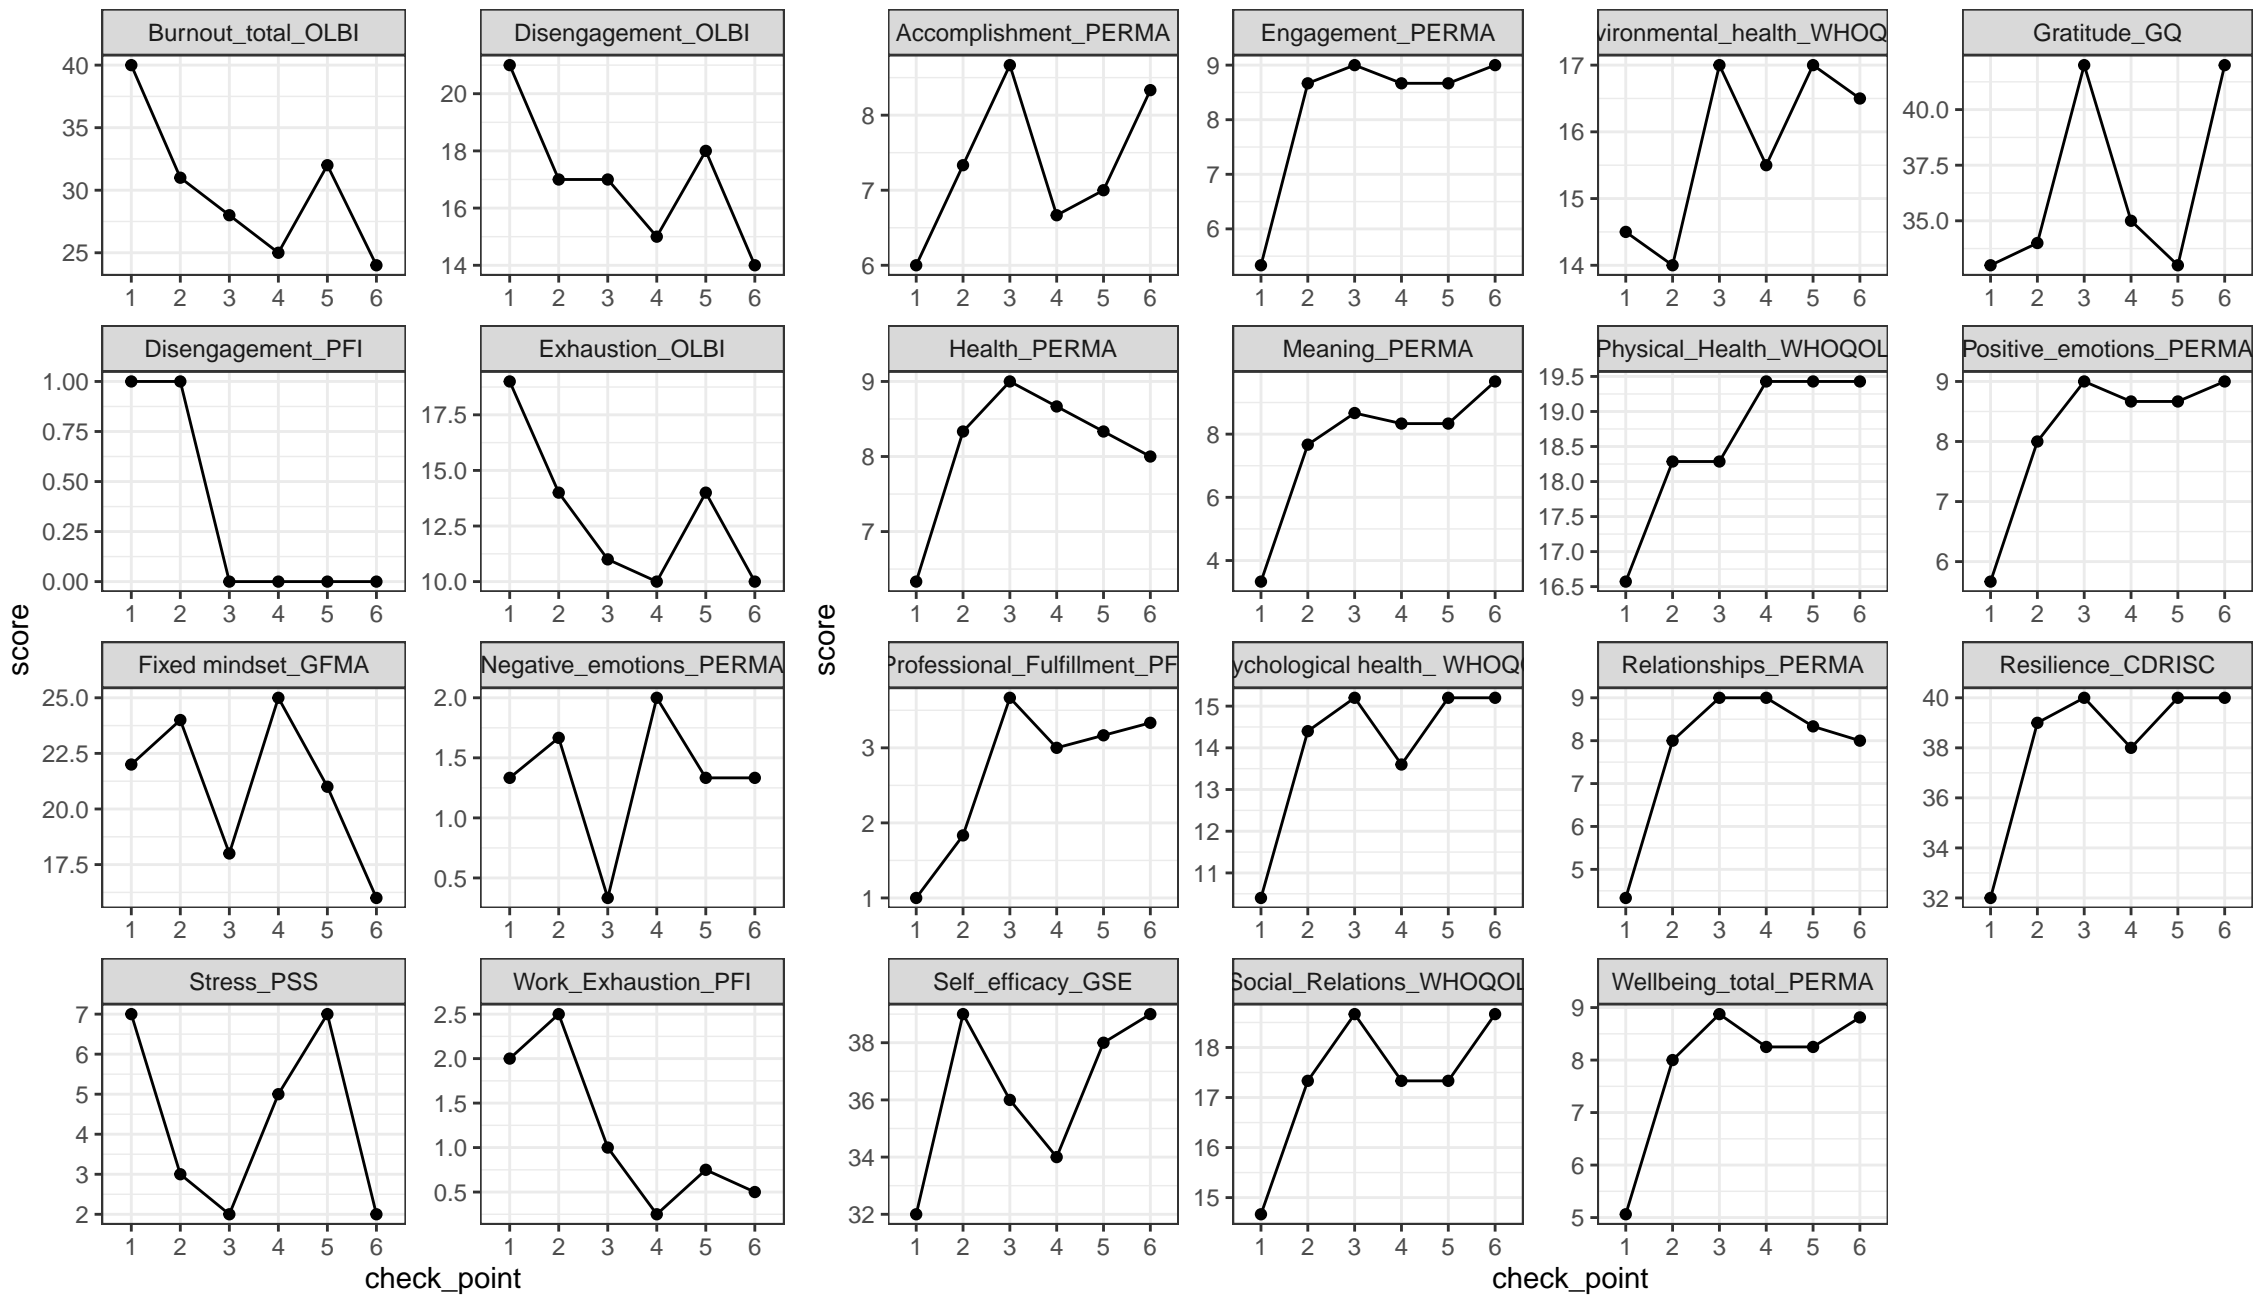 Burnout_total_OLBI
Disengagement_OLBI
Accomplishment_PERMA
Engagement_PERMA
vironmental_health_WHOQ
Gratitude_GQ
40
35
30
25
1 2 3 4 5 6
20
18
16
14
1 2 3 4 5 6
8
7
6
1 2 3 4 5 6
9
8
7
6
1 2 3 4 5 6
17
16
15
14
1 2 3 4 5 6
40.0
37.5
35.0
1 2 3 4 5 6
Disengagement_PFI
Exhaustion_OLBI
Health_PERMA
Meaning_PERMA
Physical_Health_WHOQOL
Positive_emotions_PERMA
1.00
0.75
0.50
0.25
0.00
1 2 3 4 5 6
17.5
15.0
12.5
10.0
1 2 3 4 5 6
9
8
7
1 2 3 4 5 6
8
6
4
1 2 3 4 5 6
19.5
19.0
18.5
18.0
17.5
17.0
16.5
1 2 3 4 5 6
9
8
7
6
1 2 3 4 5 6
score
score
Fixed mindset_GFMA
Negative_emotions_PERMA
Professional_Fulfillment_PF
ychological health_ WHOQ
Relationships_PERMA
Resilience_CDRISC
25.0
22.5
20.0
17.5
1 2 3 4 5 6
2.0
1.5
1.0
0.5
1 2 3 4 5 6
3
2
1
1 2 3 4 5 6
15
14
13
12
11
1 2 3 4 5 6
9
8
7
6
5
1 2 3 4 5 6
40
38
36
34
32
1 2 3 4 5 6
Stress_PSS
Work_Exhaustion_PFI
Self_efficacy_GSE
Social_Relations_WHOQOL
Wellbeing_total_PERMA
7
6
5
4
3
2
1 2 3 4 5 6
2.5
2.0
1.5
1.0
0.5
1 2 3 4 5 6
38
36
34
32
1 2 3 4 5 6
18
17
16
15
1 2 3 4 5 6
9
8
7
6
5
1 2 3 4 5 6
check_point
check_point